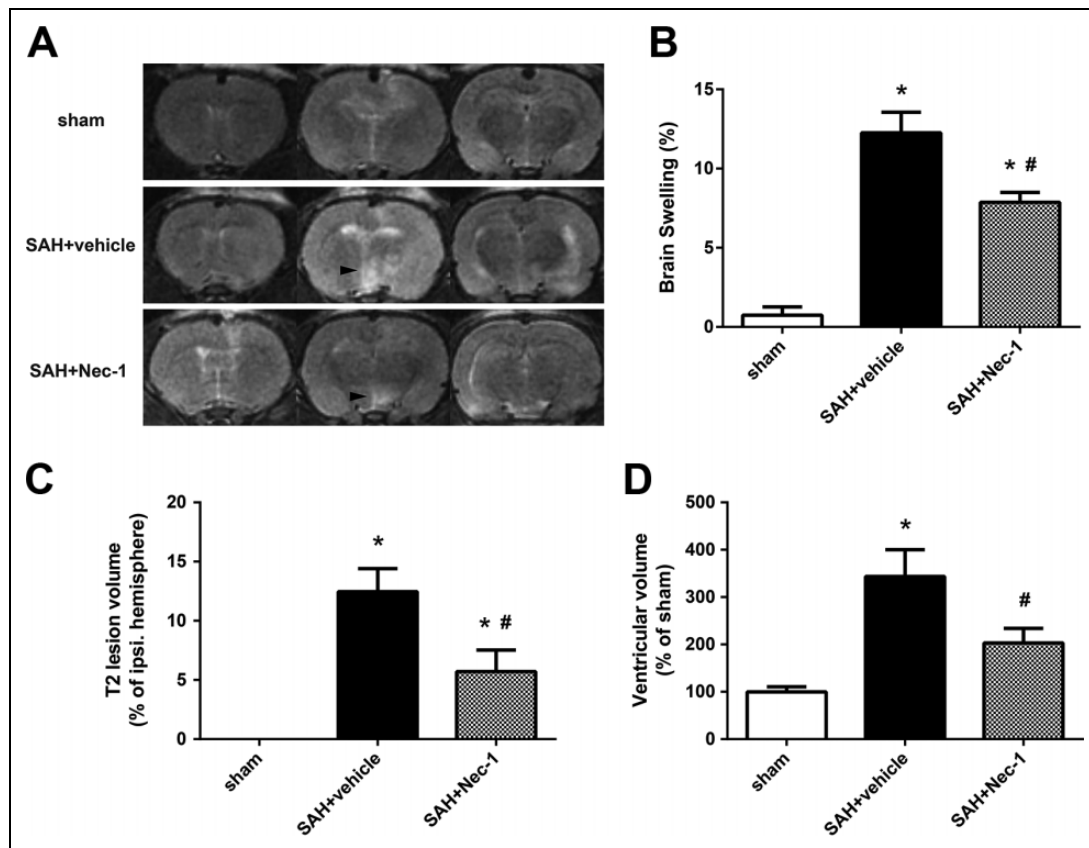 A
sham
SAH+vehicle
SAH+Nec-1
B
Brain Swelling (%)
15
10
5
0
*
* #
sham
SAH+vehicle
SAH+Nec-1
C
T2 lesion volume
(% of ipsi. hemisphere)
20
15
10
5
0
*
* #
sham
SAH+vehicle
SAH+Nec-1
D
Ventricular volume
(% of sham)
500
400
300
200
100
0
*
#
sham
SAH+vehicle
SAH+Nec-1